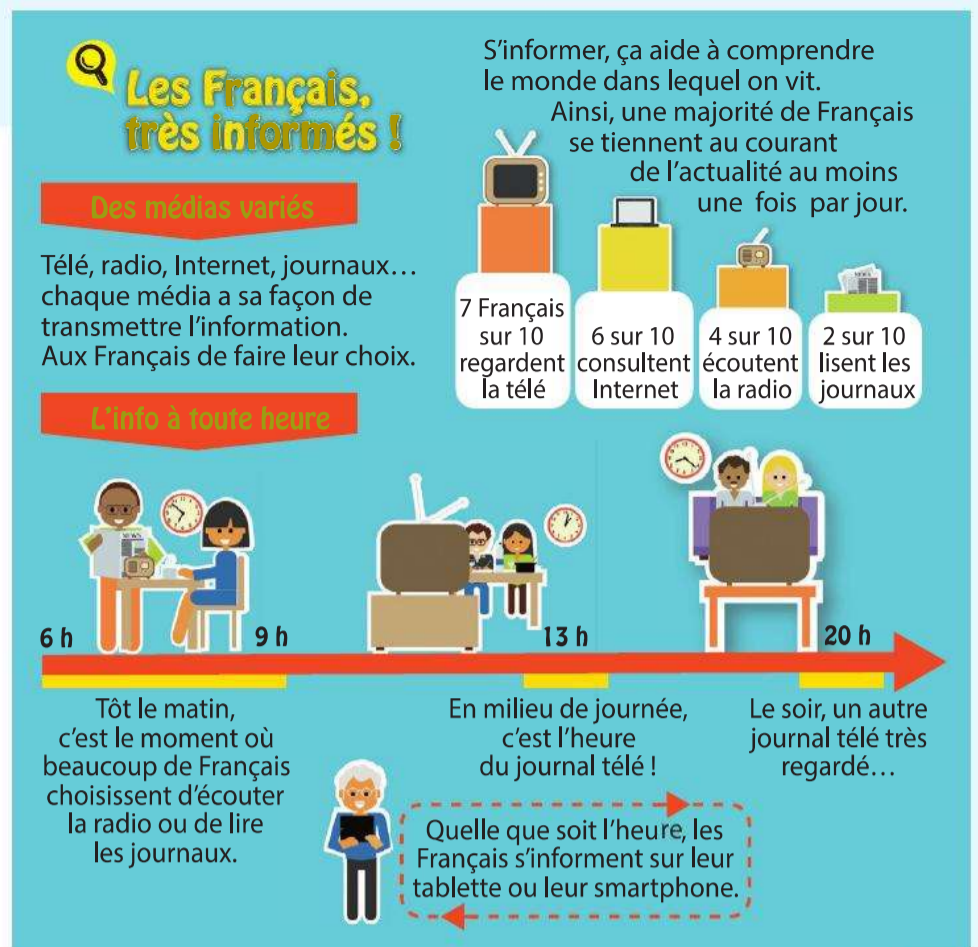 Les Français,
très informés !
Des médias variés
Télé, radio, Internet, journaux…
chaque média a sa façon de
transmettre l'information.
Aux Français de faire leur choix.
S'informer, ça aide à comprendre
le monde dans lequel on vit.
Ainsi, une majorité de Français
se tiennent au courant
de l'actualité au moins
une fois par jour.
NEWS
7 Français
sur 10
regardent
la télé
6 sur 10
consultent
Internet
4 sur 10
écoutent
la radio
2 sur 10
lisent les
journaux
L'info à toute heure
NEWS
6 h
9 h
13 h
20 h
Tôt le matin,
c'est le moment où
beaucoup de Français
choisissent d'écouter
la radio ou de lire
les journaux.
En milieu de journée,
c'est l'heure
du journal télé !
Le soir, un autre
journal télé très
regardé…
Quelle que soit l'heure, les
Français s'informent sur leur
tablette ou leur smartphone.